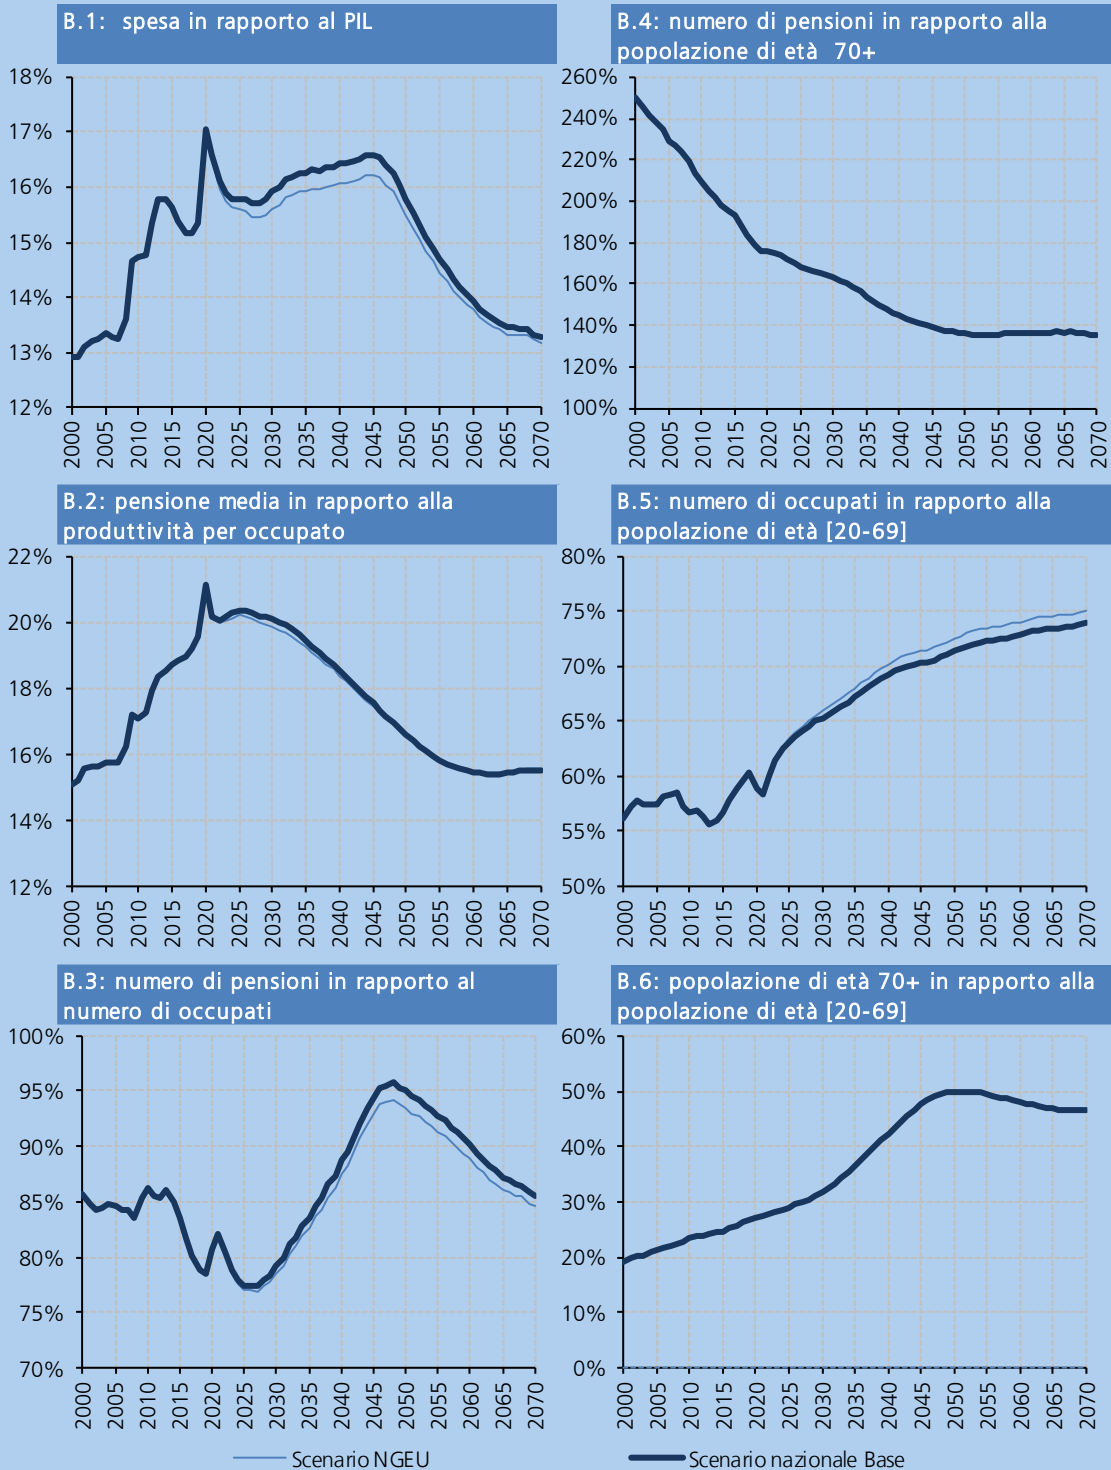 B.1:  spesa in rapporto al PIL
18%
17%
16%
15%
14%
13%
12%
2000 2005 2010 2015 2020 2025 2030 2035 2040 2045 2050 2055 2060 2065 2070
B.4: numero di pensioni in rapporto alla
popolazione di età  70+
260%
240%
220%
200%
180%
160%
140%
120%
100%
2000 2005 2010 2015 2020 2025 2030 2035 2040 2045 2050 2055 2060 2065 2070
B.2: pensione media in rapporto alla
produttività per occupato
22%
20%
18%
16%
14%
12%
2000 2005 2010 2015 2020 2025 2030 2035 2040 2045 2050 2055 2060 2065 2070
B.5: numero di occupati in rapporto alla
popolazione di età [20-69]
80%
75%
70%
65%
60%
55%
50%
2000 2005 2010 2015 2020 2025 2030 2035 2040 2045 2050 2055 2060 2065 2070
B.3: numero di pensioni in rapporto al
numero di occupati
100%
95%
90%
85%
80%
75%
70%
2000 2005 2010 2015 2020 2025 2030 2035 2040 2045 2050 2055 2060 2065 2070
B.6: popolazione di età 70+ in rapporto alla
popolazione di età [20-69]
60%
50%
40%
30%
20%
10%
0%
2000 2005 2010 2015 2020 2025 2030 2035 2040 2045 2050 2055 2060 2065 2070
Scenario NGEU
Scenario nazionale Base